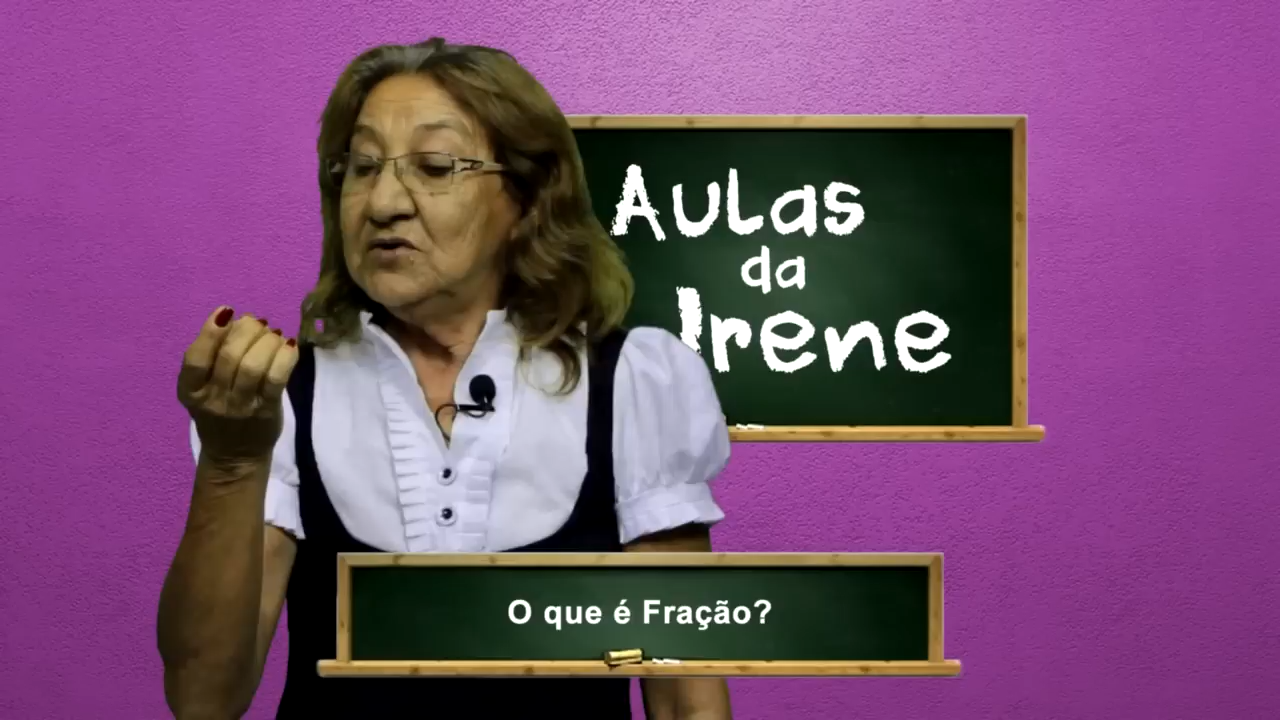 Aulas
da
Irene
O que é Fração?